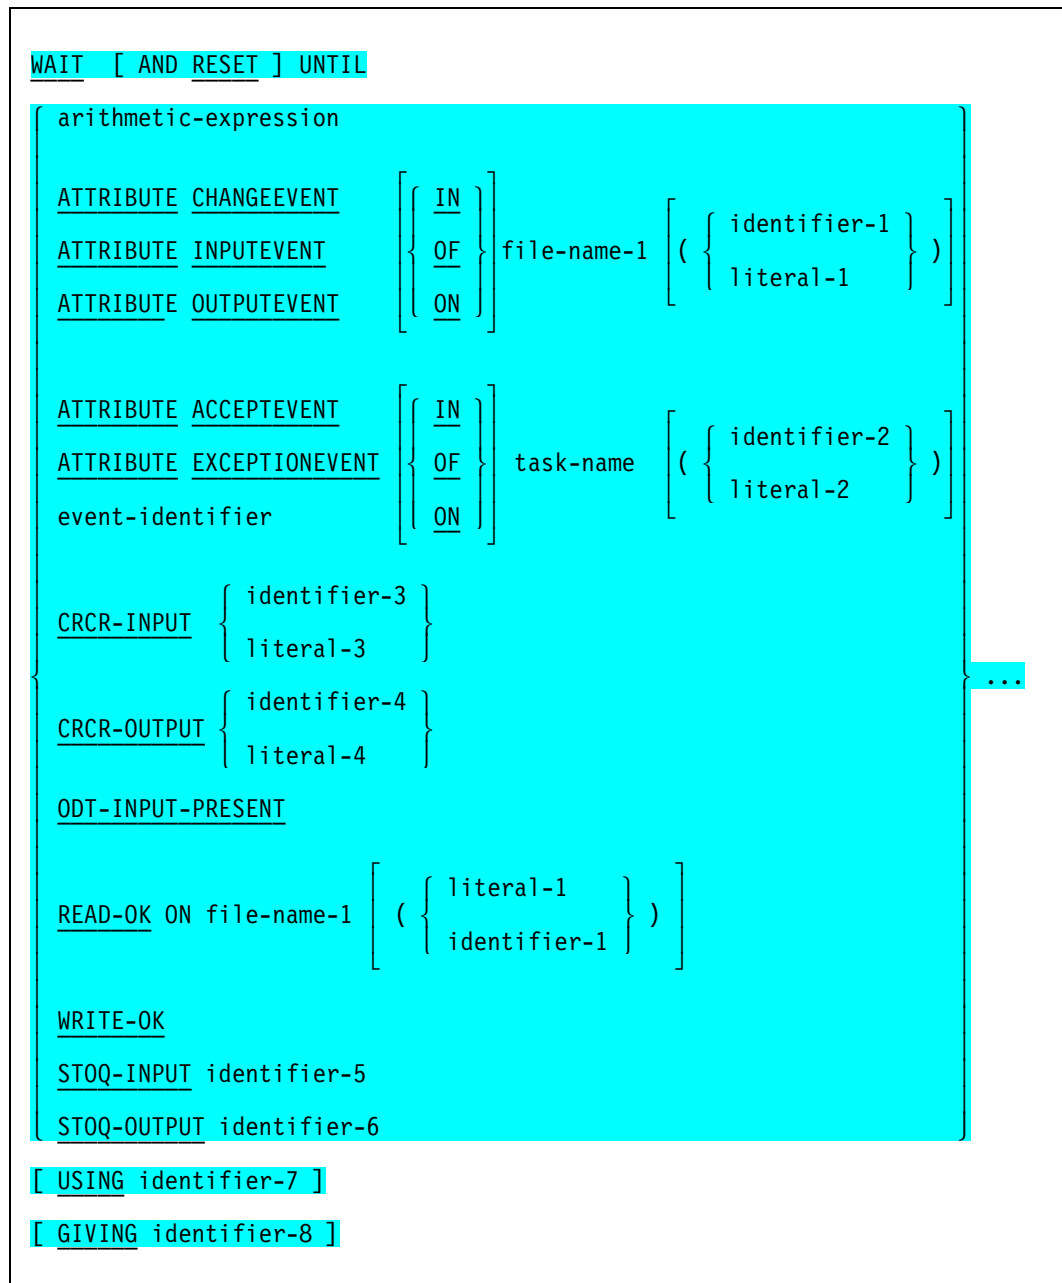 WAIT [ AND RESET ] UNTIL
arithmetic-expression
ATTRIBUTE CHANGEEVENT IN
ATTRIBUTE INPUTEVENT OF file-name-1 ( identifier-1 )
ATTRIBUTE OUTPUTEVENT ON literal-1
ATTRIBUTE ACCEPTEVENT IN
ATTRIBUTE EXCEPTIONEVENT OF task-name ( identifier-2 )
event-identifier ON literal-2
CRCR-INPUT identifier-3
literal-3
...
CRCR-OUTPUT identifier-4
literal-4
ODT-INPUT-PRESENT
READ-OK ON file-name-1 ( literal-1 )
identifier-1
WRITE-OK
STOQ-INPUT identifier-5
STOQ-OUTPUT identifier-6
[ USING identifier-7 ]
[ GIVING identifier-8 ]